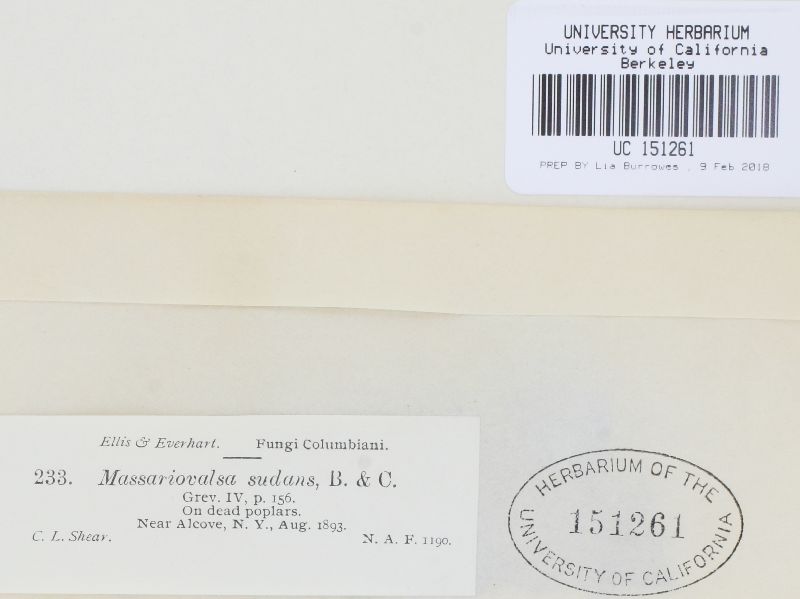 UNIVERSITY HERBARIUM
University of California
Berkeley
UC 151261
PREP BY Lia Burrowes , 9 Feb 2018
Ellis & Everhart. Fungi Columbiani.
233. Massariovalsa sudans, B. & C.
Grev. IV, p. 156.
On dead poplars.
Near Alcove, N. Y., Aug. 1893.
C. L. Shear. N. A. F. 1190.
HERBARIUM OF THE
151261
UNIVERSITY OF CALIFORNIA